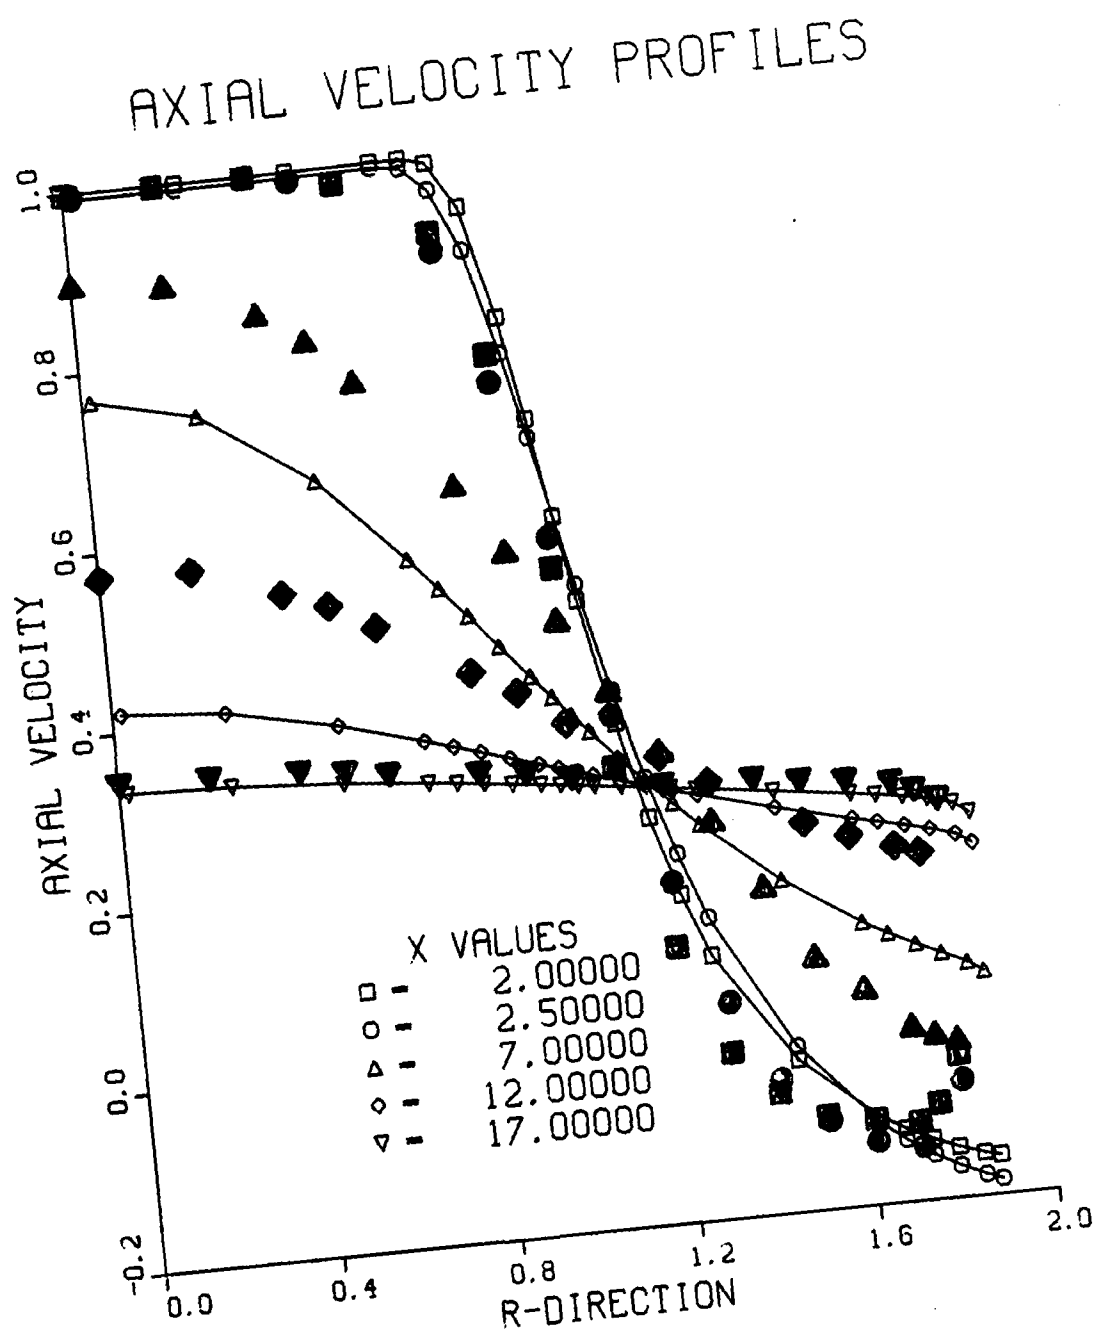 AXIAL VELOCITY PROFILES
1.0
0.8
0.6
0.4
0.2
0.0
-0.2
AXIAL VELOCITY
X VALUES
□ - 2.00000
○ - 2.50000
△ - 7.00000
◇ - 12.00000
▽ - 17.00000
0.0 0.4 0.8 1.2 1.6 2.0
R-DIRECTION